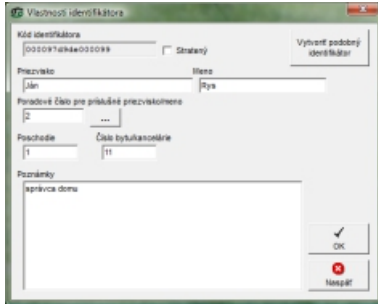 Vlastnosti identifikátora
Kód identifikátora
Stratený
Vytvoriť podobný
identifikátor
Priezvisko
Meno
Ján
Rys
Poradové číslo pre príslušné priezvisko/meno
2
...
Poschodie
Číslo bytu/kancelárie
1
11
Poznámky
správca domu
OK
Naspäť